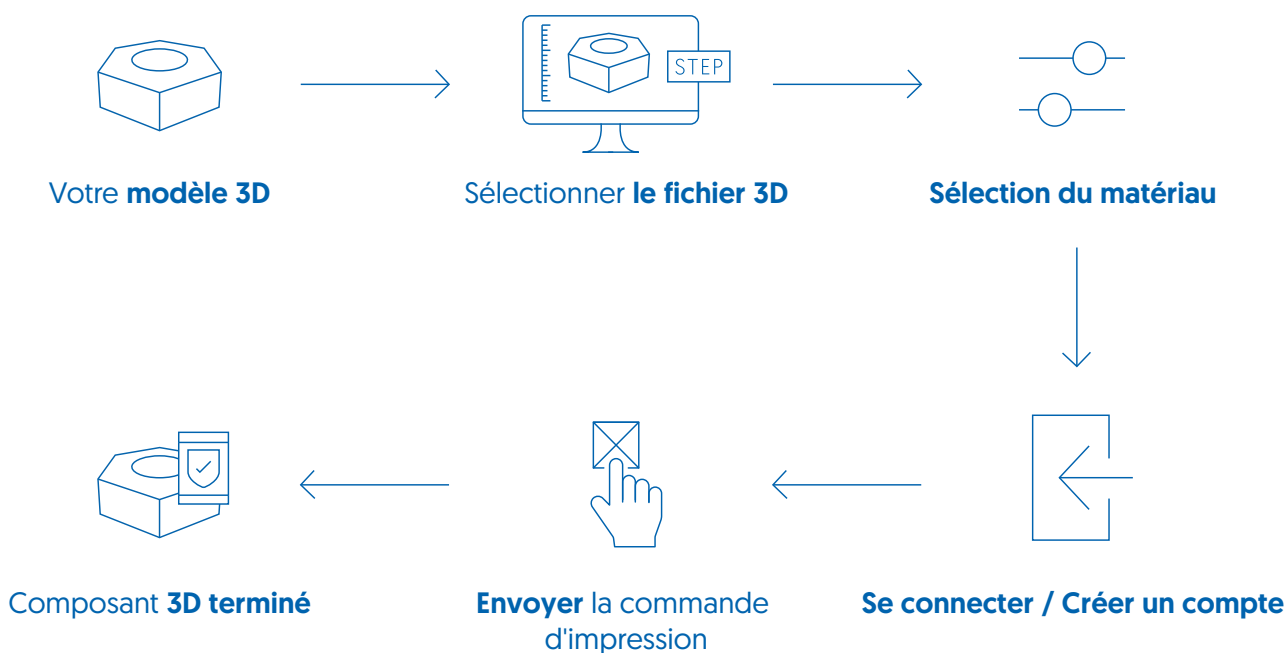 STEP
Votre modèle 3D
Sélectionner le fichier 3D
Sélection du matériau
Composant 3D terminé
Envoyer la commande
d'impression
Se connecter / Créer un compte